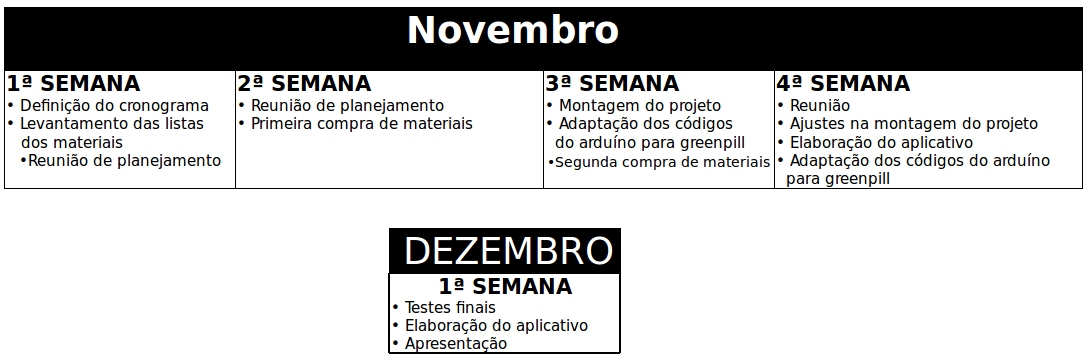 Novembro
1ª SEMANA
• Definição do cronograma
• Levantamento das listas
dos materiais
•Reunião de planejamento
2ª SEMANA
• Reunião de planejamento
• Primeira compra de materiais
3ª SEMANA
• Montagem do projeto
• Adaptação dos códigos
do arduíno para greenpill
•Segunda compra de materiais
4ª SEMANA
• Reunião
• Ajustes na montagem do projeto
• Elaboração do aplicativo
• Adaptação dos códigos do arduíno
para greenpill
DEZEMBRO
1ª SEMANA
• Testes finais
• Elaboração do aplicativo
• Apresentação